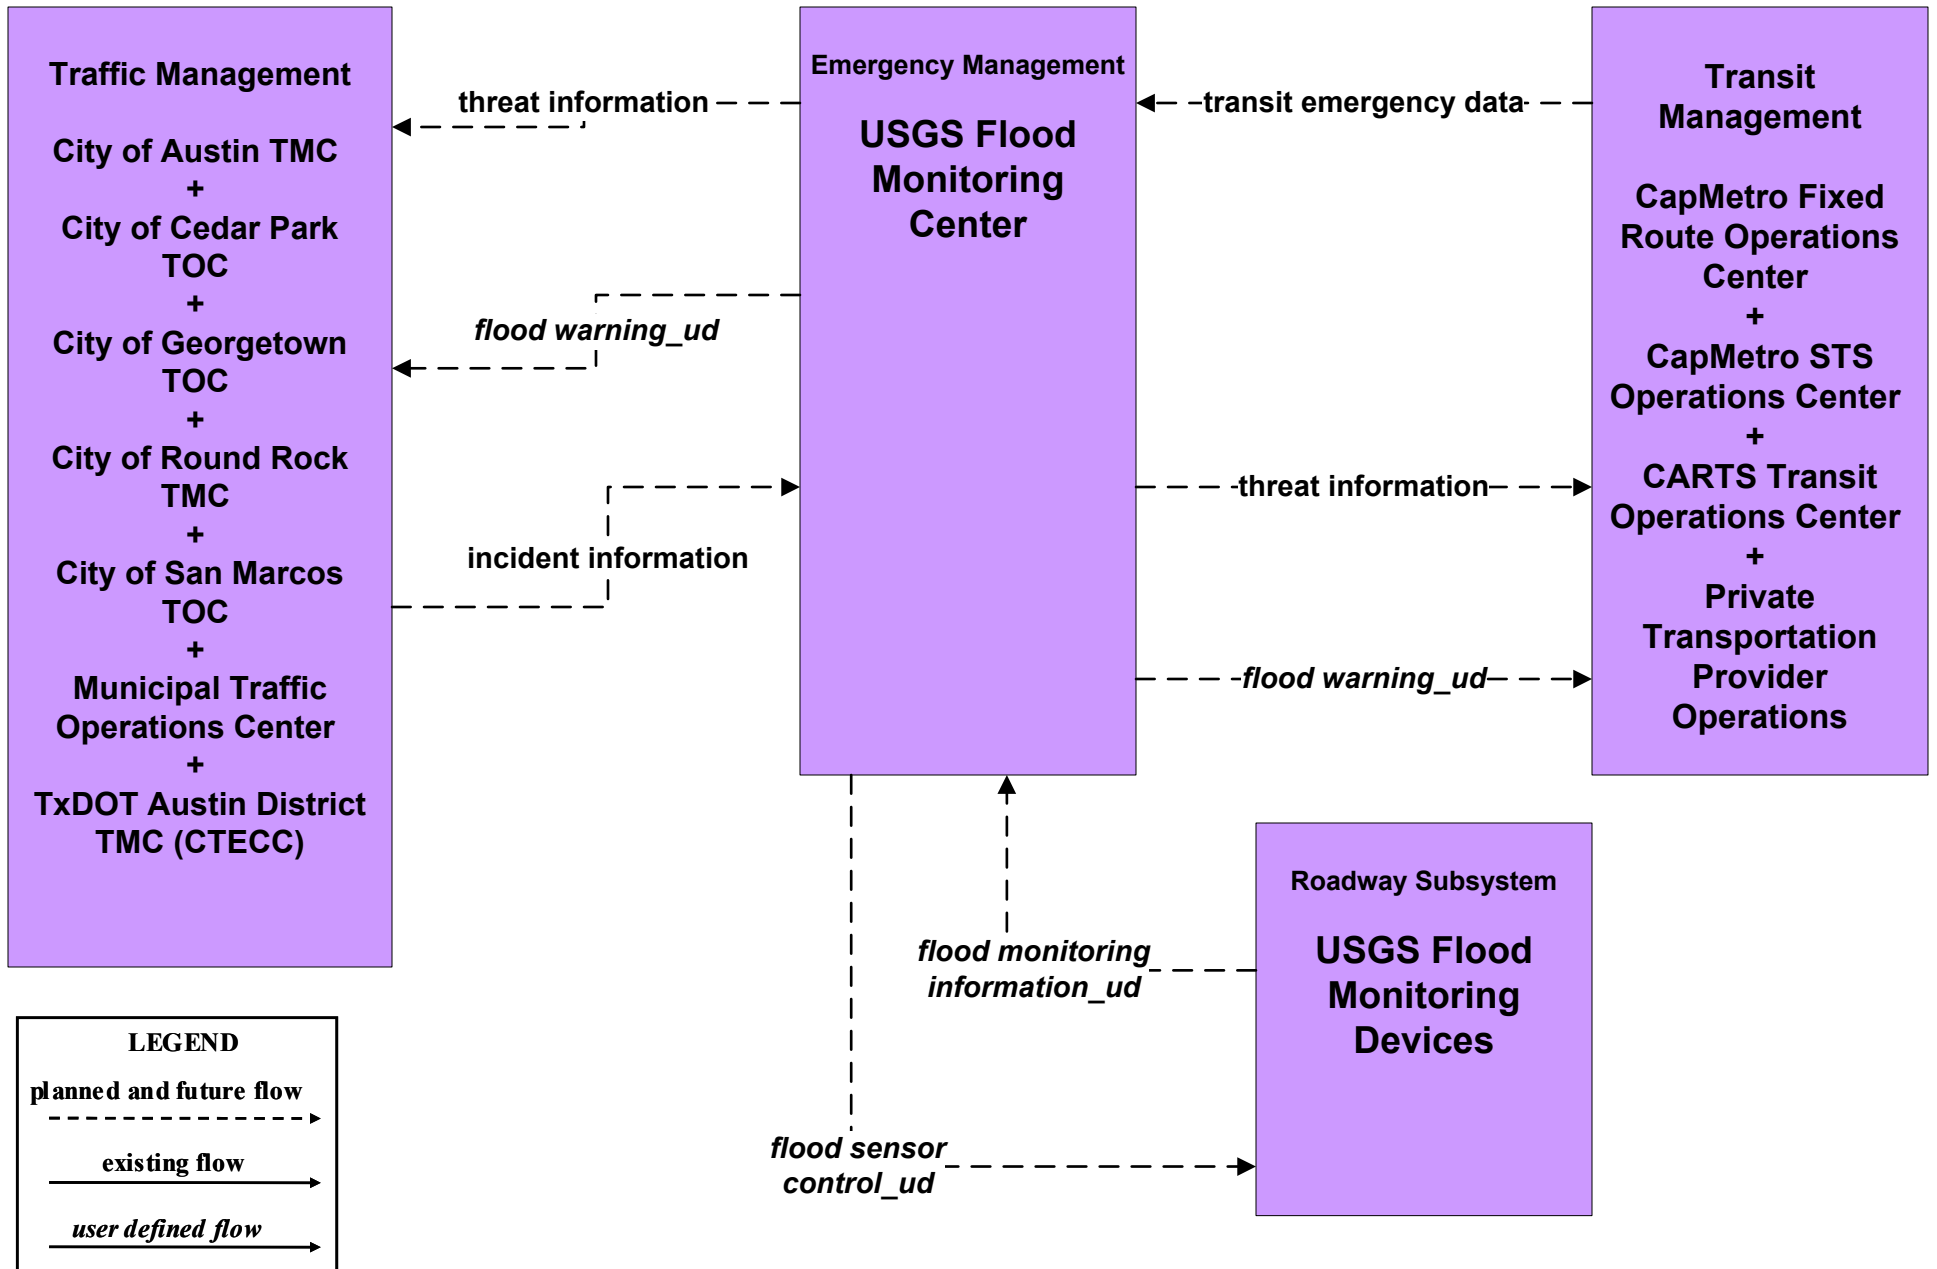 Traffic Management
City of Austin TMC
+
City of Cedar Park
TOC
+
City of Georgetown
TOC
+
City of Round Rock
TMC
+
City of San Marcos
TOC
+
Municipal Traffic
Operations Center
+
TxDOT Austin District
TMC (CTECC)
threat information
flood warning_ud
incident information
Emergency Management
USGS Flood
Monitoring
Center
transit emergency data
threat information
flood warning_ud
Transit
Management
CapMetro Fixed
Route Operations
Center
+
CapMetro STS
Operations Center
+
CARTS Transit
Operations Center
+
Private
Transportation
Provider
Operations
flood monitoring
information_ud
flood sensor
control_ud
Roadway Subsystem
USGS Flood
Monitoring
Devices
LEGEND
planned and future flow
existing flow
user defined flow